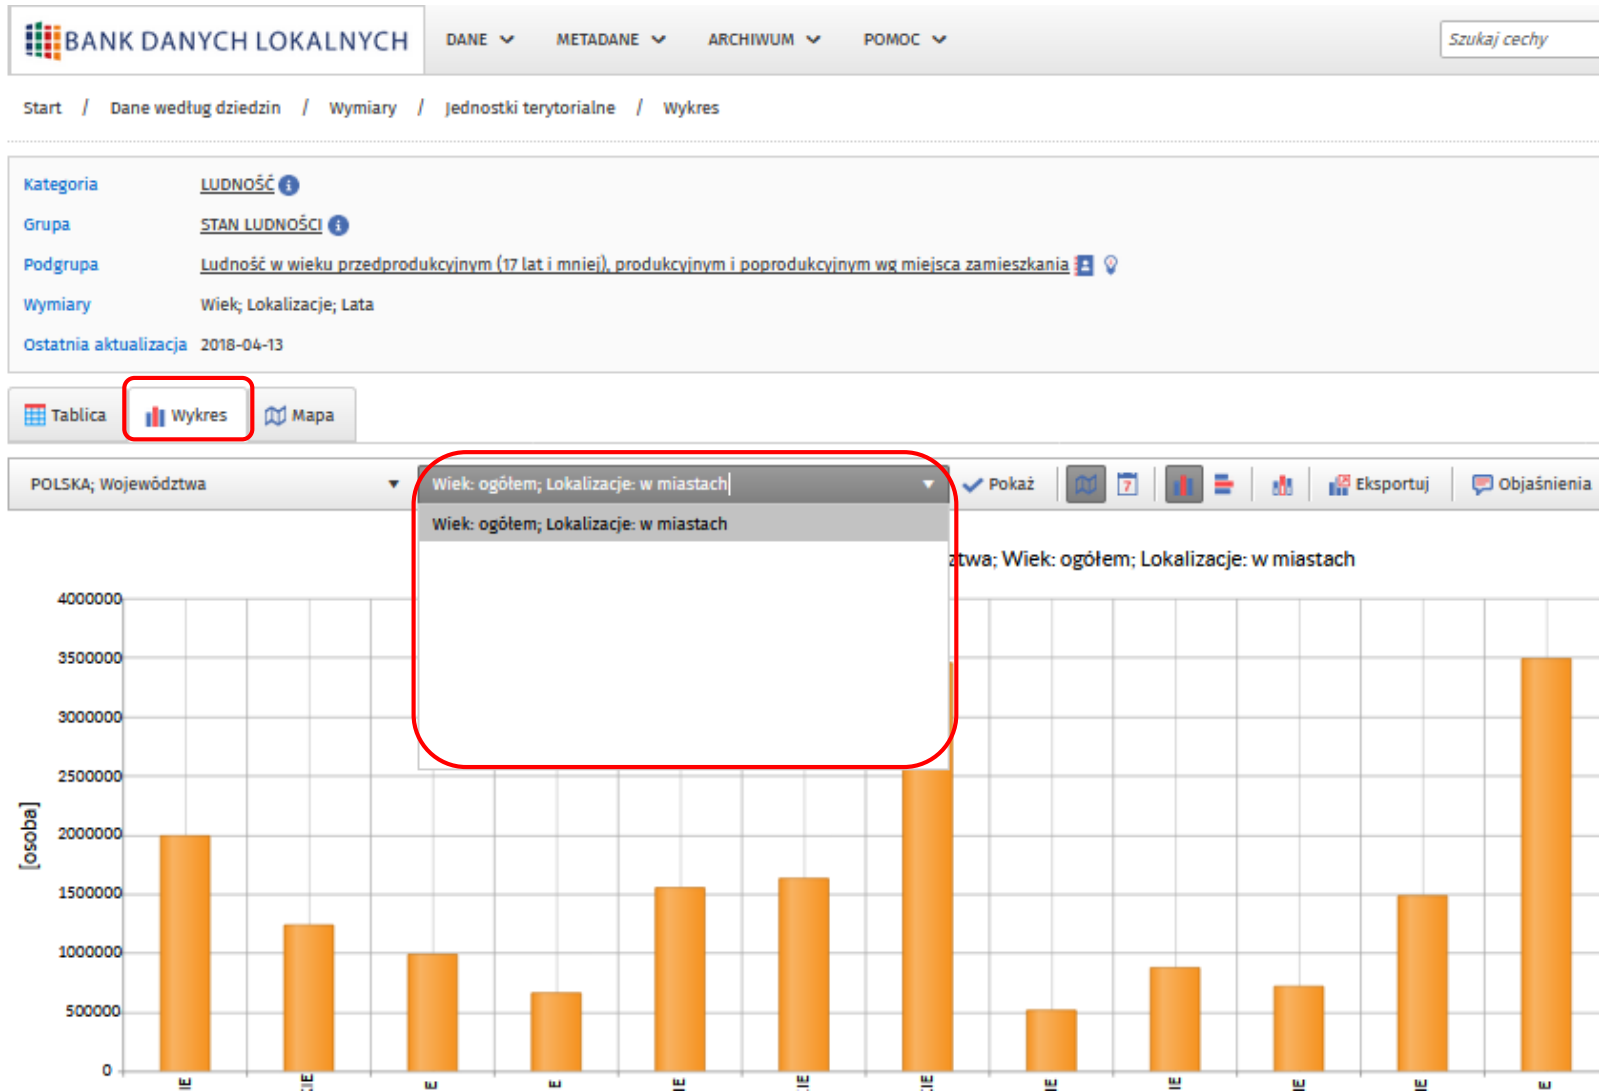 BANK DANYCH LOKALNYCH DANE METADANE ARCHIWUM POMOC Szukaj cechy
Start / Dane według dziedzin / Wymiary / Jednostki terytorialne / Wykres
Kategoria LUDNOŚĆ
Grupa STAN LUDNOŚCI
Podgrupa Ludność w wieku przedprodukcyjnym (17 lat i mniej), produkcyjnym i poprodukcyjnym wg miejsca zamieszkania
Wymiary Wiek; Lokalizacje; Lata
Ostatnia aktualizacja 2018-04-13
Tablica Wykres Mapa
POLSKA; Województwa Wiek: ogółem; Lokalizacje: w miastach Pokaż 7 Eksportuj Objaśnienia
Wiek: ogółem; Lokalizacje: w miastach
ztwa; Wiek: ogółem; Lokalizacje: w miastach
4000000
3500000
3000000
2500000
2000000
1500000
1000000
500000
0
[osoba]